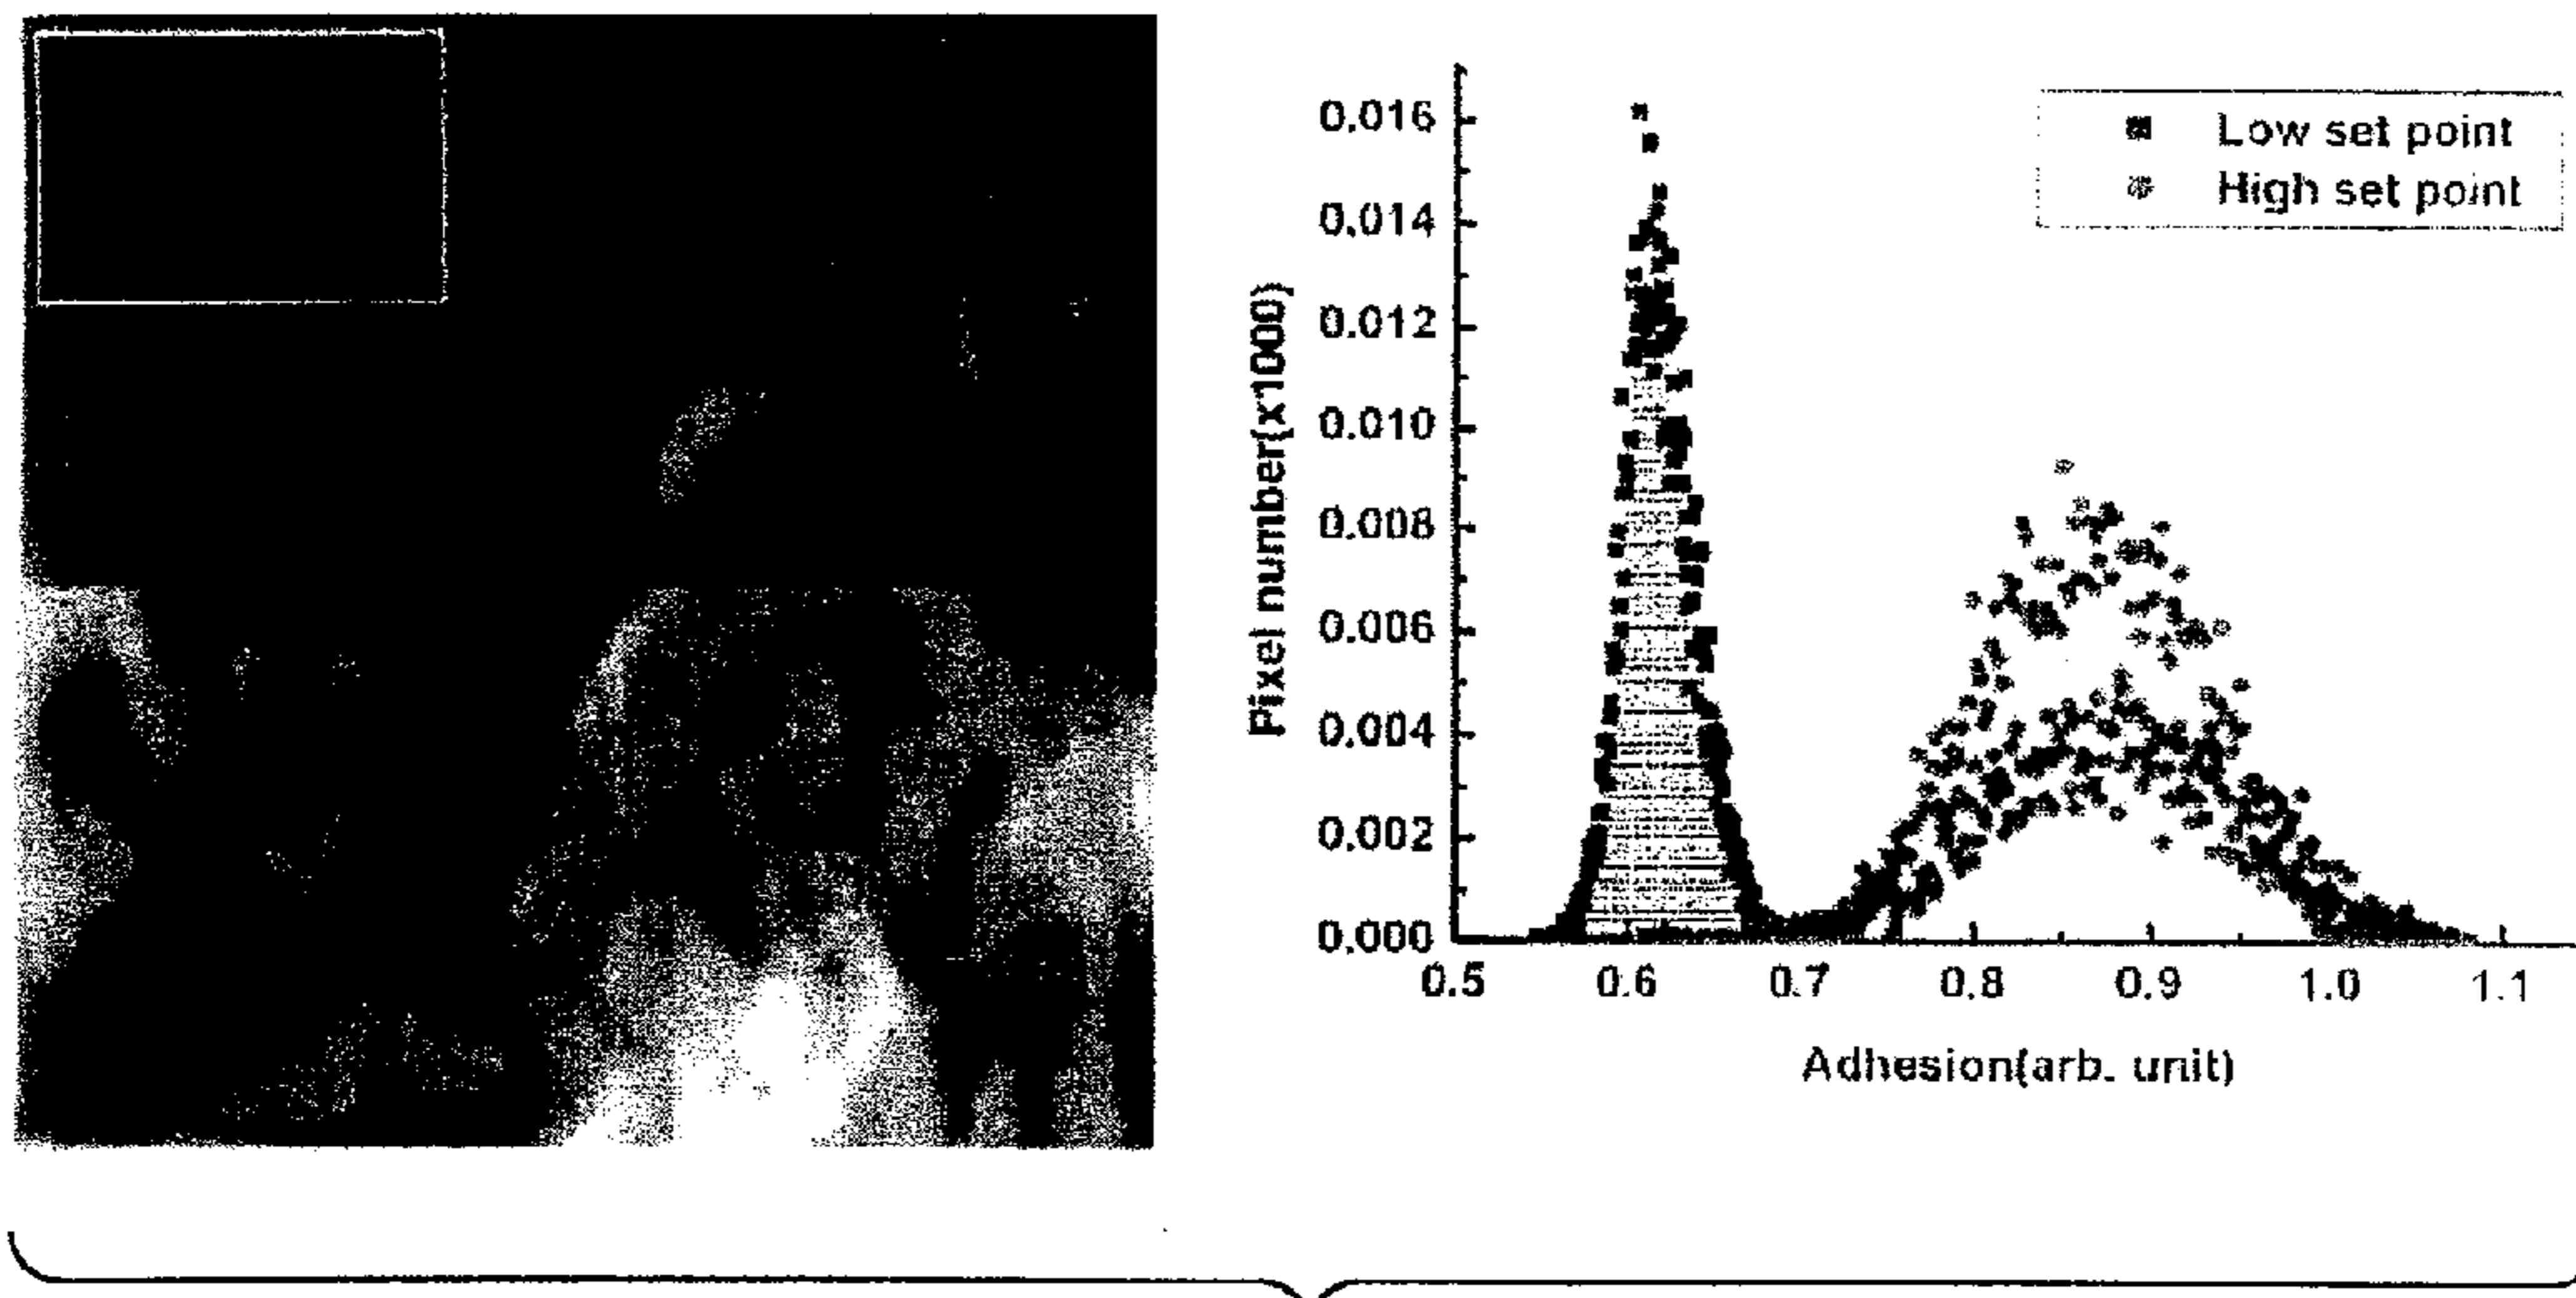 Low set point
High set point
Pixel number(x1000)
0.016
0.014
0.012
0.010
0.008
0.006
0.004
0.002
0.000
0.5 0.6 0.7 0.8 0.9 1.0 1.1
Adhesion(arb. unit)